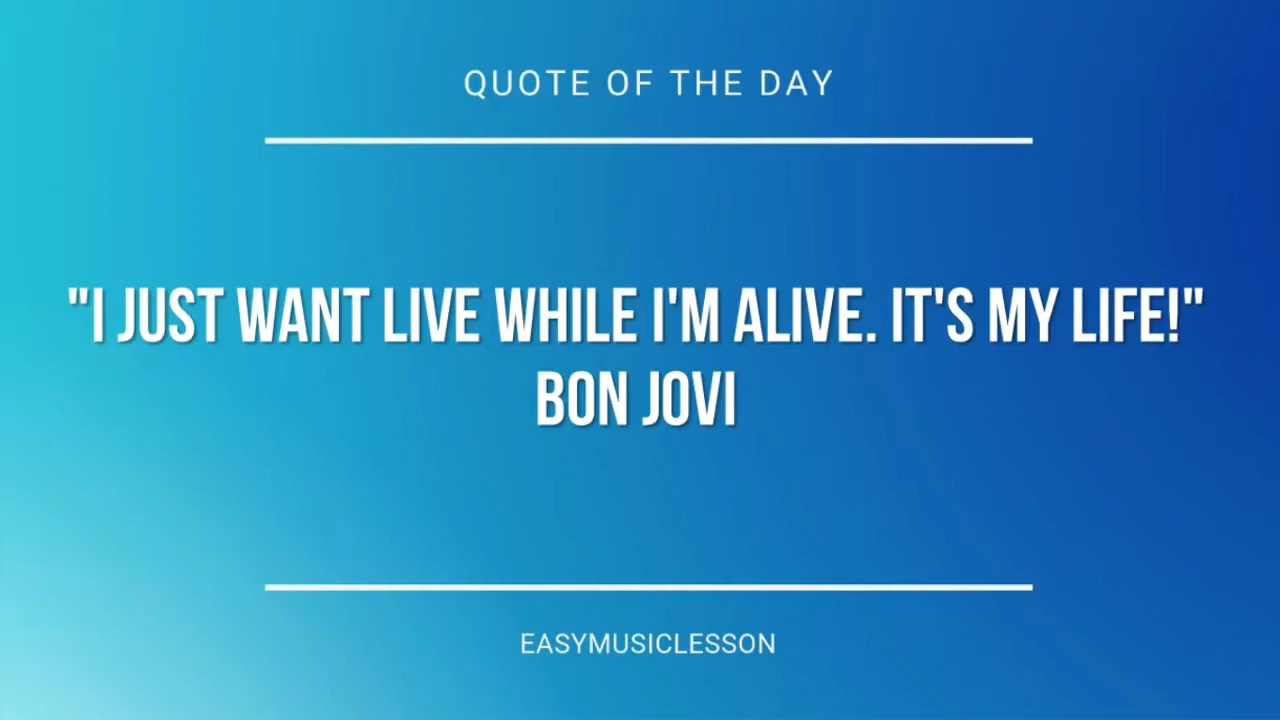 QUOTE OF THE DAY
"I JUST WANT LIVE WHILE I'M ALIVE. IT'S MY LIFE!"
BON JOVI
EASYMUSICLESSON